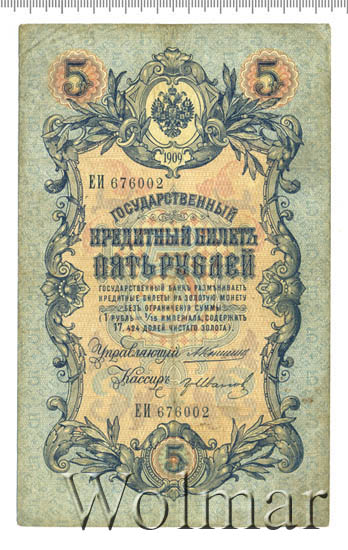 5 5
1909
ЕИ 676002
ГОСУДАРСТВЕННЫЙ
КРЕДИТНЫЙ БИЛЕТЪ
ПЯТЬ РУБЛЕЙ
ГОСУДАРСТВЕННЫЙ БАНКЪ РАЗМѢНИВАЕТЪ
КРЕДИТНЫЕ БИЛЕТЫ НА ЗОЛОТУЮ МОНЕТУ
БЕЗЪ ОГРАНИЧЕНІЯ СУММЫ
(1 РУБЛЬ = 1/15 ИМПЕРІАЛА, СОДЕРЖИТЪ
17,424 ДОЛЕЙ ЧИСТАГО ЗОЛОТА).
Управляющій
Кассиръ
ЕИ 676002
5
Wolmar